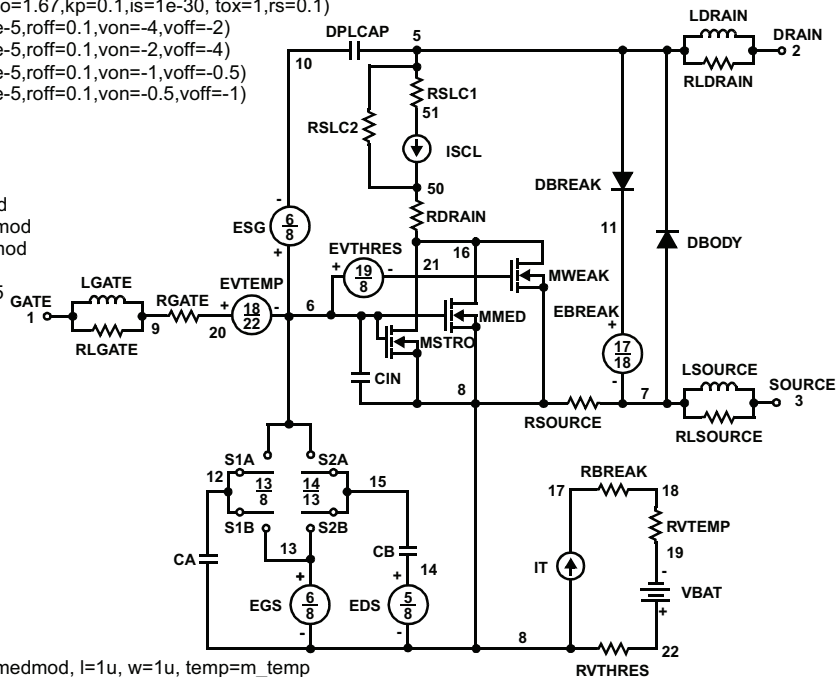 o=1.67,kp=0.1,is=1e-30, tox=1,rs=0.1)
e-5,roff=0.1,von=-4,voff=-2)
e-5,roff=0.1,von=-2,voff=-4)
e-5,roff=0.1,von=-1,voff=-0.5)
e-5,roff=0.1,von=-0.5,voff=-1)
d
mod
mod
5
LDRAIN
DRAIN
2
RLDRAIN
DPLCAP
5
10
RSLC1
51
RSLC2
ISCL
50
RDRAIN
DBREAK
11
DBODY
ESG
6
8
-
+
EVTHRES
+
19
8
-
21
16
MWEAK
GATE
1
LGATE
RLGATE
9
RGATE
20
EVTEMP
+
18
22
-
6
MMED
MSTRO
CIN
EBREAK
+
17
18
-
8
7
RSOURCE
LSOURCE
SOURCE
3
RLSOURCE
S1A
S2A
12
13
8
14
13
15
S1B
S2B
13
CA
CB
14
+
EGS
6
8
-
+
EDS
5
8
-
8
RBREAK
17
18
RVTEMP
19
IT
-
VBAT
+
22
RVTHRES
medmod, l=1u, w=1u, temp=m_temp